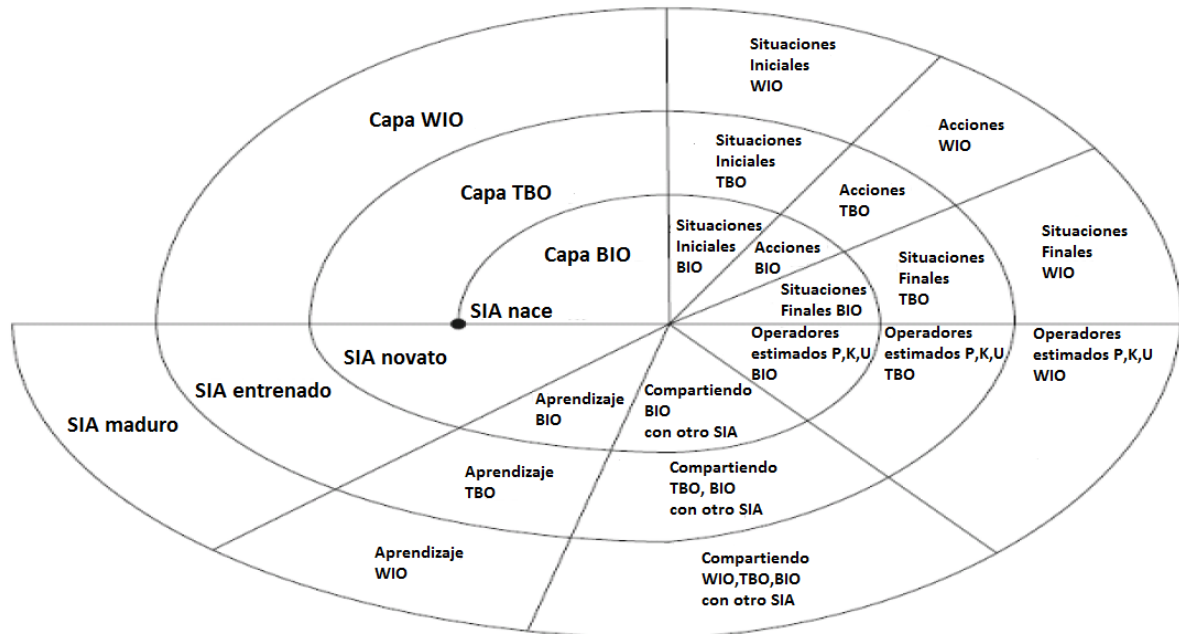 Situaciones
Iniciales
WIO
Capa WIO
Acciones
WIO
Situaciones
Iniciales
TBO
Capa TBO
Acciones
TBO
Situaciones
Finales
WIO
Situaciones
Iniciales
BIO
Capa BIO
Acciones
BIO
Situaciones
Finales
TBO
Situaciones
Finales BIO
SIA nace
Operadores
estimados P,K,U
BIO
Operadores
estimados P,K,U
TBO
Operadores
estimados P,K,U
WIO
SIA novato
SIA entrenado
SIA maduro
Aprendizaje
BIO
Compartiendo
BIO
con otro SIA
Aprendizaje
TBO
Compartiendo
TBO, BIO
con otro SIA
Aprendizaje
WIO
Compartiendo
WIO,TBO,BIO
con otro SIA